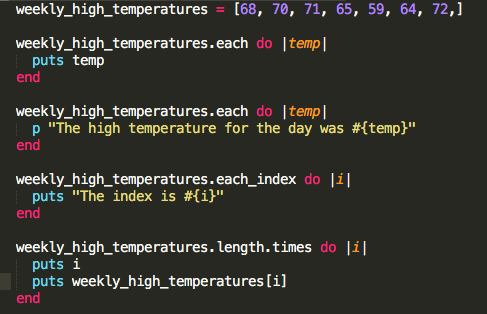 weekly_high_temperatures = [68, 70, 71, 65, 59, 64, 72,]
weekly_high_temperatures.each do |temp|
puts temp
end
weekly_high_temperatures.each do |temp|
p "The high temperature for the day was #{temp}"
end
weekly_high_temperatures.each_index do |i|
puts "The index is #{i}"
end
weekly_high_temperatures.length.times do |i|
puts i
puts weekly_high_temperatures[i]
end